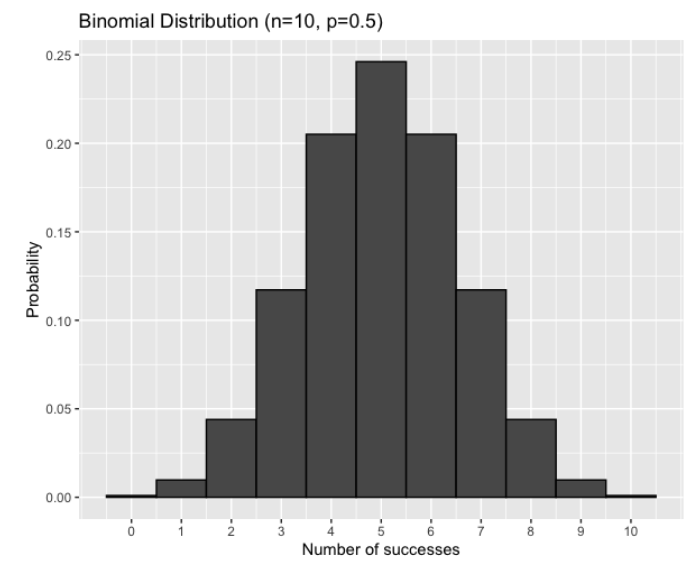 Binomial Distribution (n=10, p=0.5)
Probability
0.25
0.20
0.15
0.10
0.05
0.00
0 1 2 3 4 5 6 7 8 9 10
Number of successes